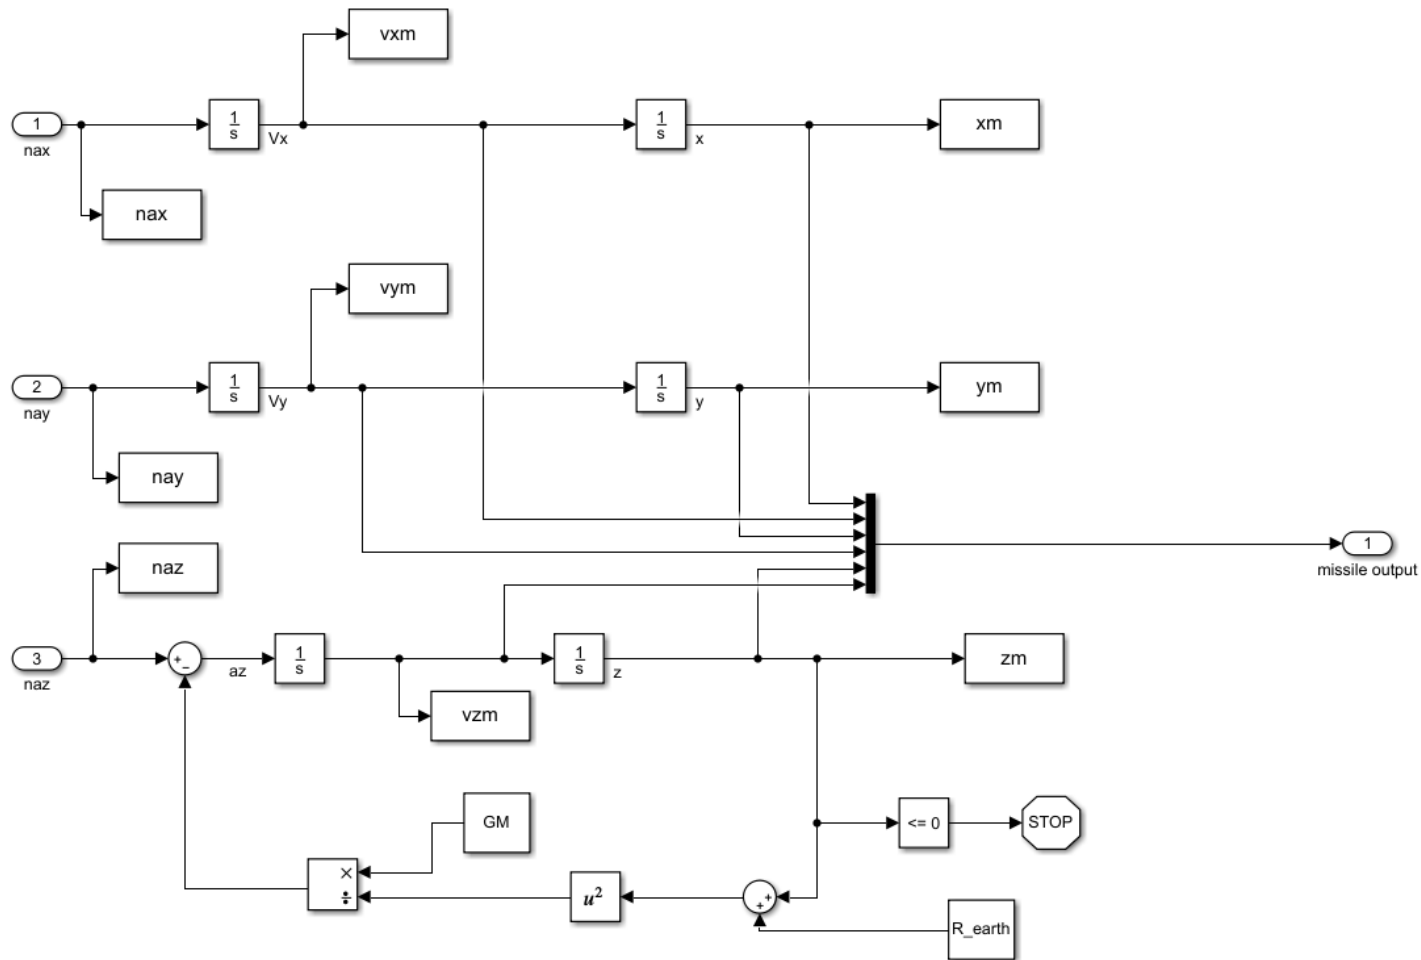 vxm
1
nax
1
s
Vx
1
s
x
xm
nax
vym
2
nay
1
s
Vy
1
s
y
ym
nay
naz
1
missile output
3
naz
+
−
az
1
s
1
s
z
zm
vzm
GM
<= 0
STOP
×
÷
u²
+
+
R_earth